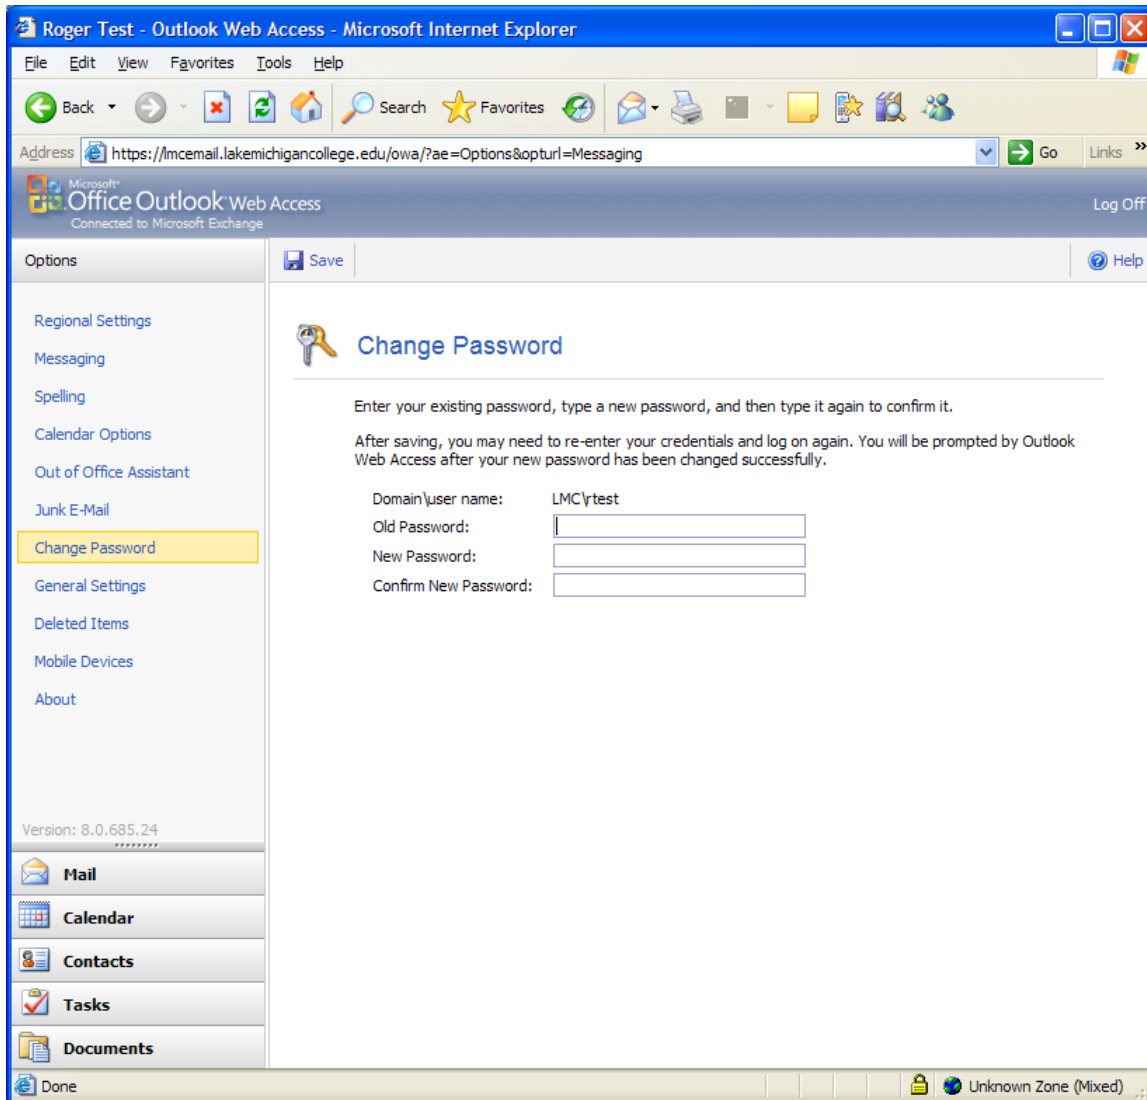 Roger Test - Outlook Web Access - Microsoft Internet Explorer
File Edit View Favorites Tools Help
Back Search Favorites
Address https://lmcemail.lakemichigancollege.edu/owa/?ae=Options&opturl=Messaging Go Links »
Microsoft®
Office Outlook Web Access
Connected to Microsoft Exchange
Log Off
Options Save Help
Regional Settings
Messaging
Spelling
Calendar Options
Out of Office Assistant
Junk E-Mail
Change Password
General Settings
Deleted Items
Mobile Devices
About
Version: 8.0.685.24
Mail
Calendar
Contacts
Tasks
Documents
Change Password
Enter your existing password, type a new password, and then type it again to confirm it.
After saving, you may need to re-enter your credentials and log on again. You will be prompted by Outlook
Web Access after your new password has been changed successfully.
Domain\user name: LMC\rtest
Old Password:
New Password:
Confirm New Password:
Done Unknown Zone (Mixed)